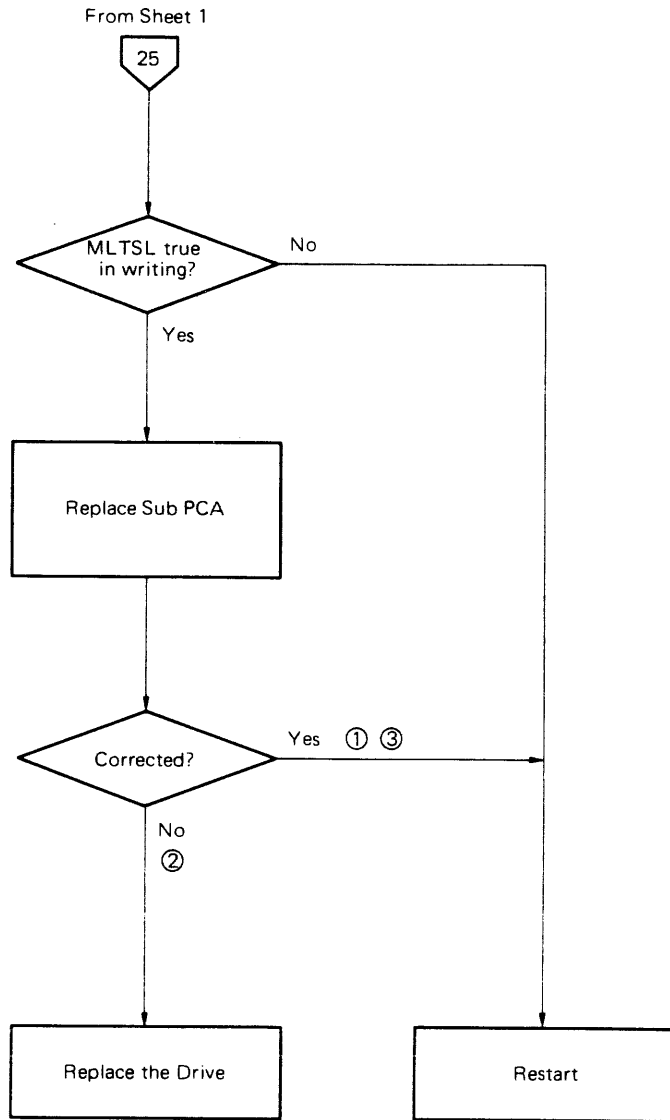 From Sheet 1
25
MLTSL true
in writing?
No
Yes
Replace Sub PCA
Corrected?
Yes ① ③
No
②
Replace the Drive
Restart